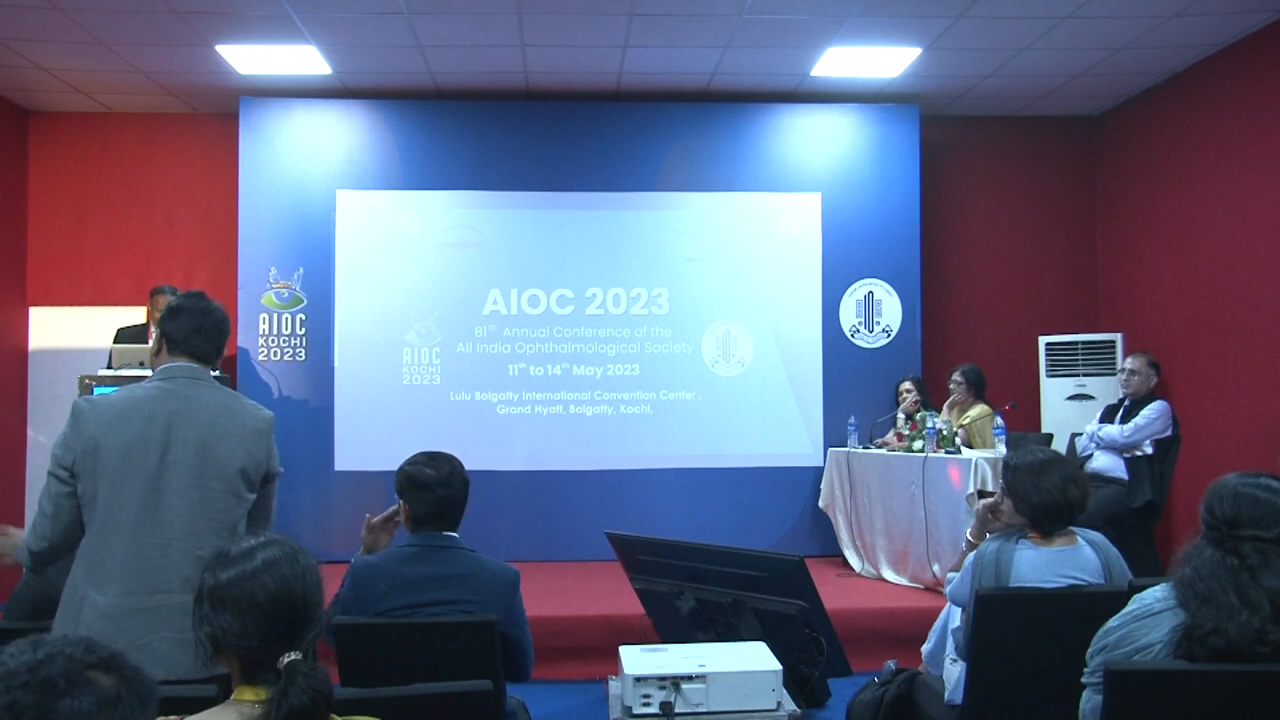 AIOC
KOCHI
2023
AIOC 2023
81st Annual Conference of the
All India Ophthalmological Society
11th to 14th May 2023
Lulu Bolgatty International Convention Center ,
Grand Hyatt, Bolgatty, Kochi,
AIOC
KOCHI
2023